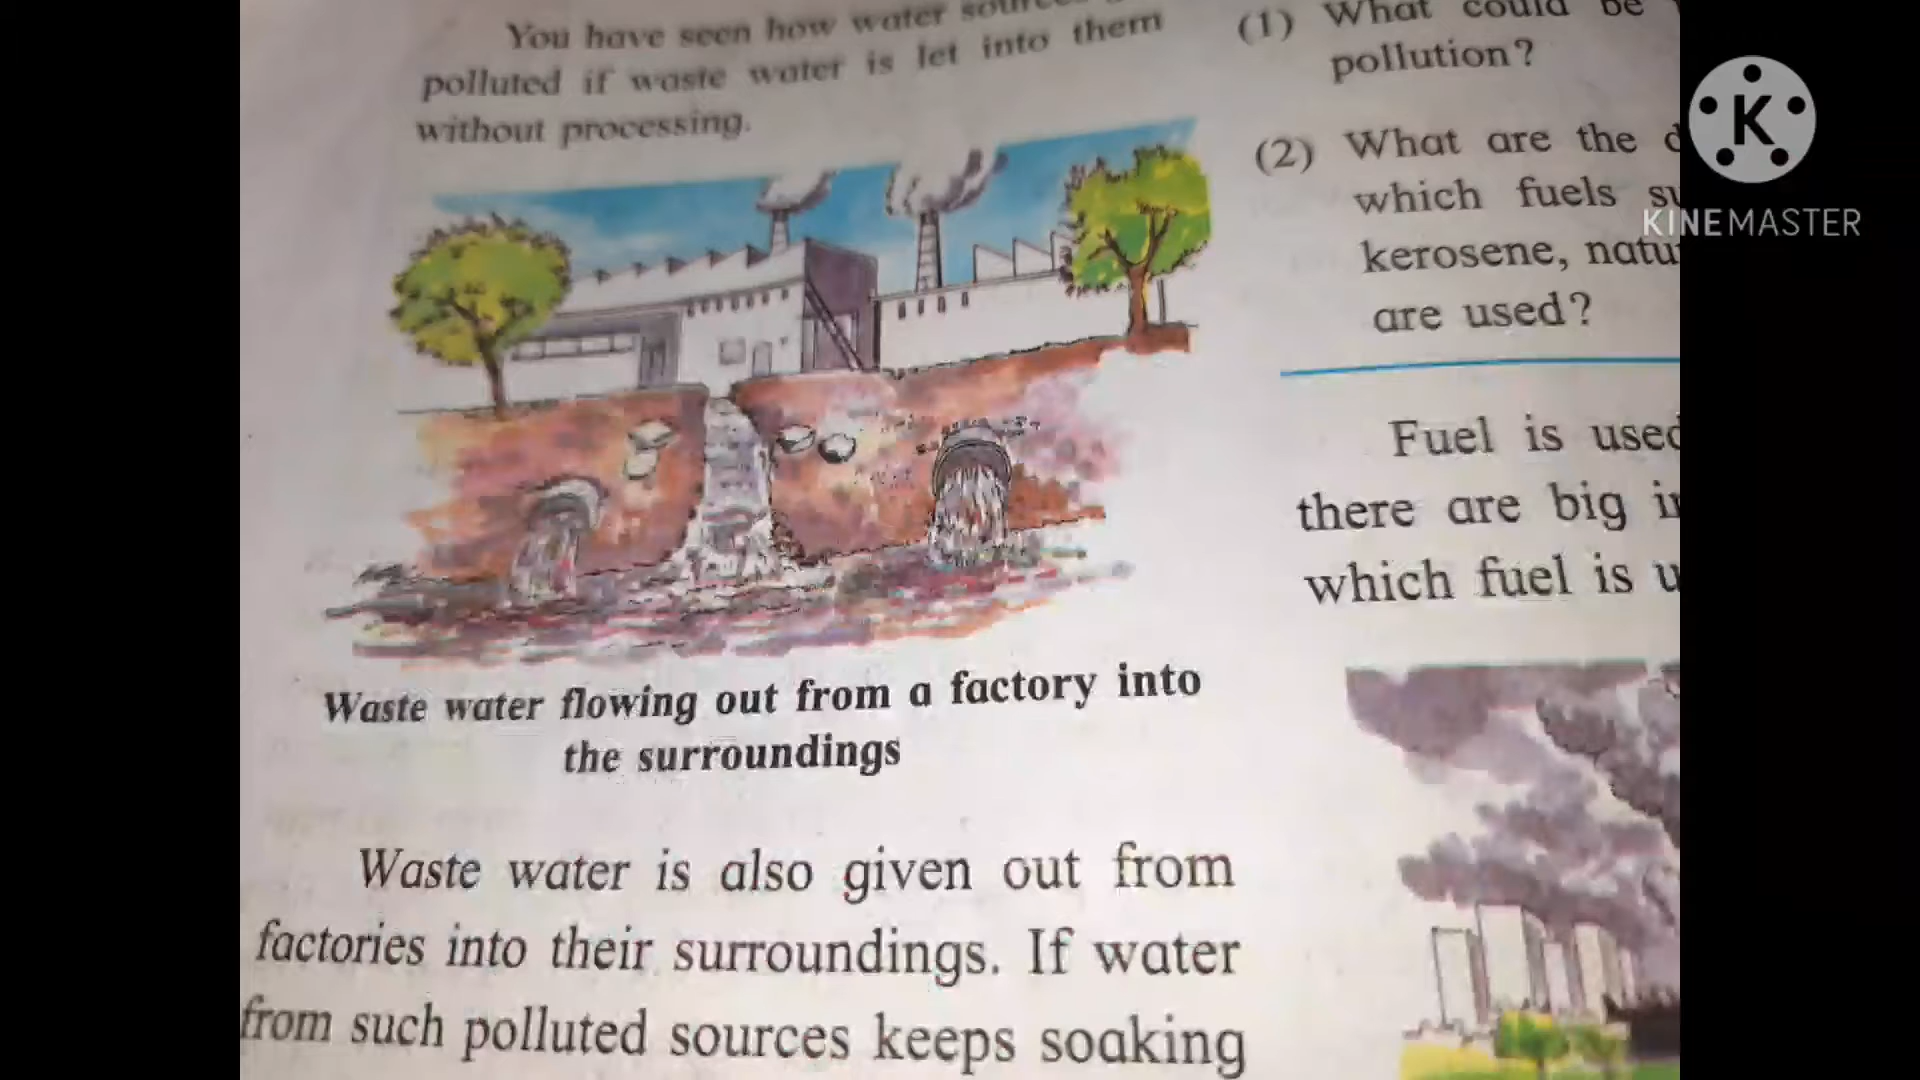 You have seen how water
polluted if waste water is let into them
without processing.
Waste water flowing out from a factory into
the surroundings
Waste water is also given out from
factories into their surroundings. If water
from such polluted sources keeps soaking
(1) What could be
pollution?
(2) What are the
which fuels
kerosene,
are used?
Fuel is
there are big
which fuel is
K
KINEMASTER